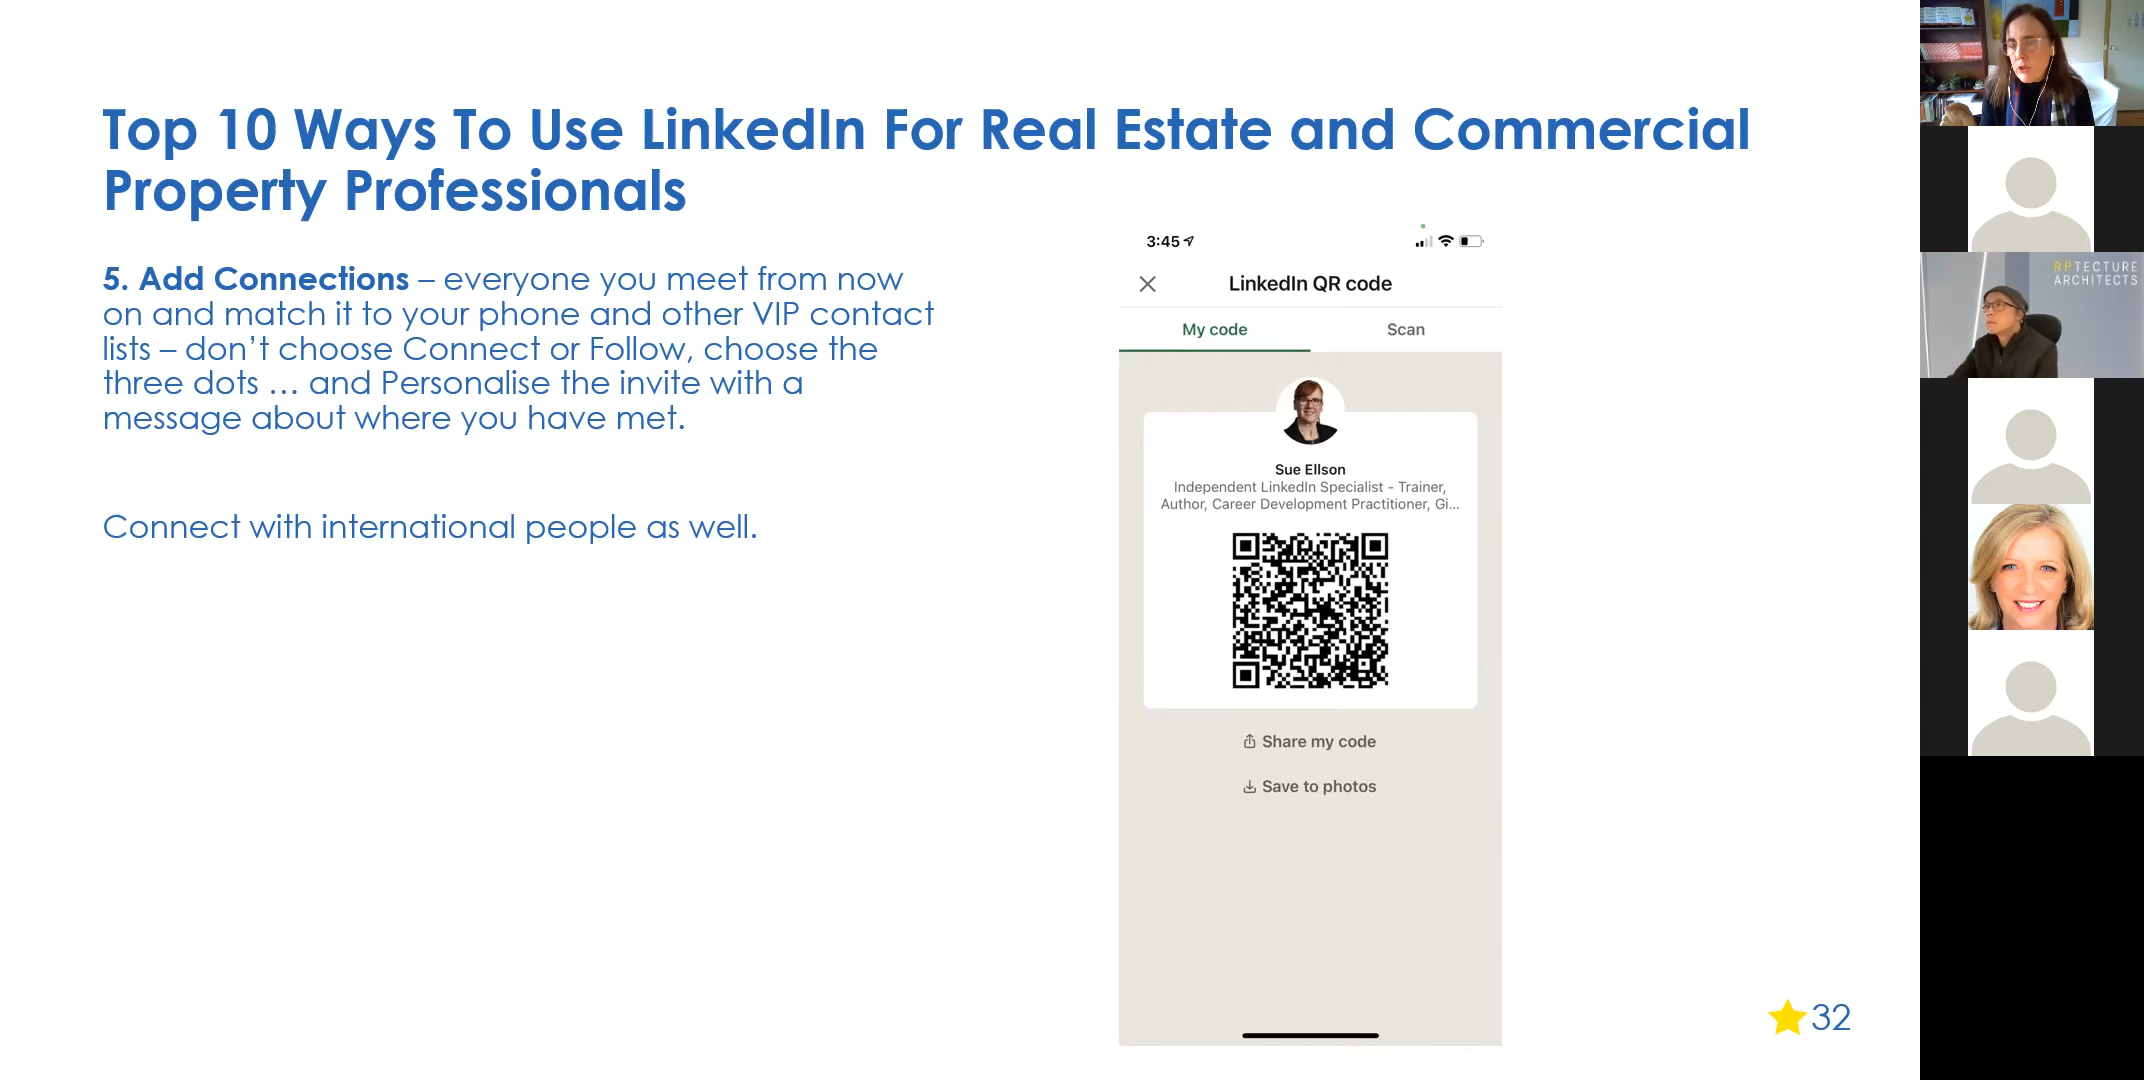 Top 10 Ways To Use LinkedIn For Real Estate and Commercial
Property Professionals
5. Add Connections – everyone you meet from now
on and match it to your phone and other VIP contact
lists – don’t choose Connect or Follow, choose the
three dots … and Personalise the invite with a
message about where you have met.
Connect with international people as well.
3:45
LinkedIn QR code
My code
Scan
Sue Ellson
Independent LinkedIn Specialist - Trainer,
Author, Career Development Practitioner, Gi...
Share my code
Save to photos
32
RPTECTURE
ARCHITECTS